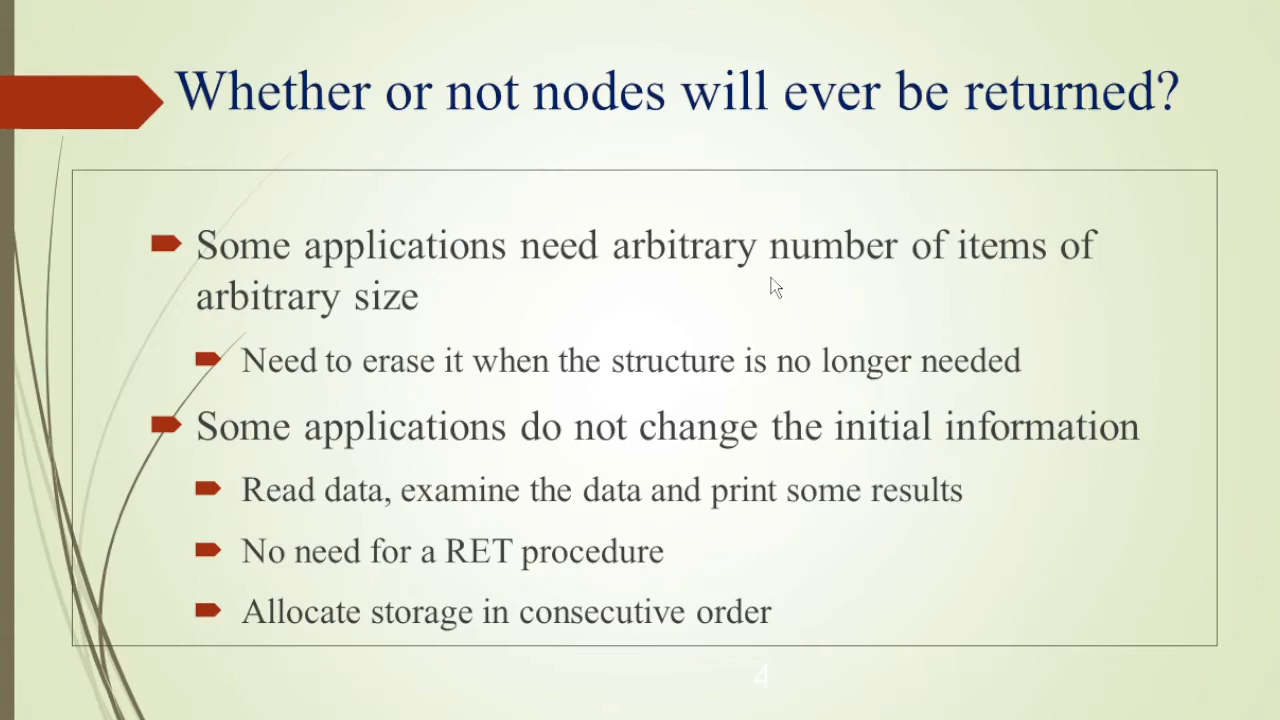 Whether or not nodes will ever be returned?
Some applications need arbitrary number of items of
arbitrary size
Need to erase it when the structure is no longer needed
Some applications do not change the initial information
Read data, examine the data and print some results
No need for a RET procedure
Allocate storage in consecutive order
4